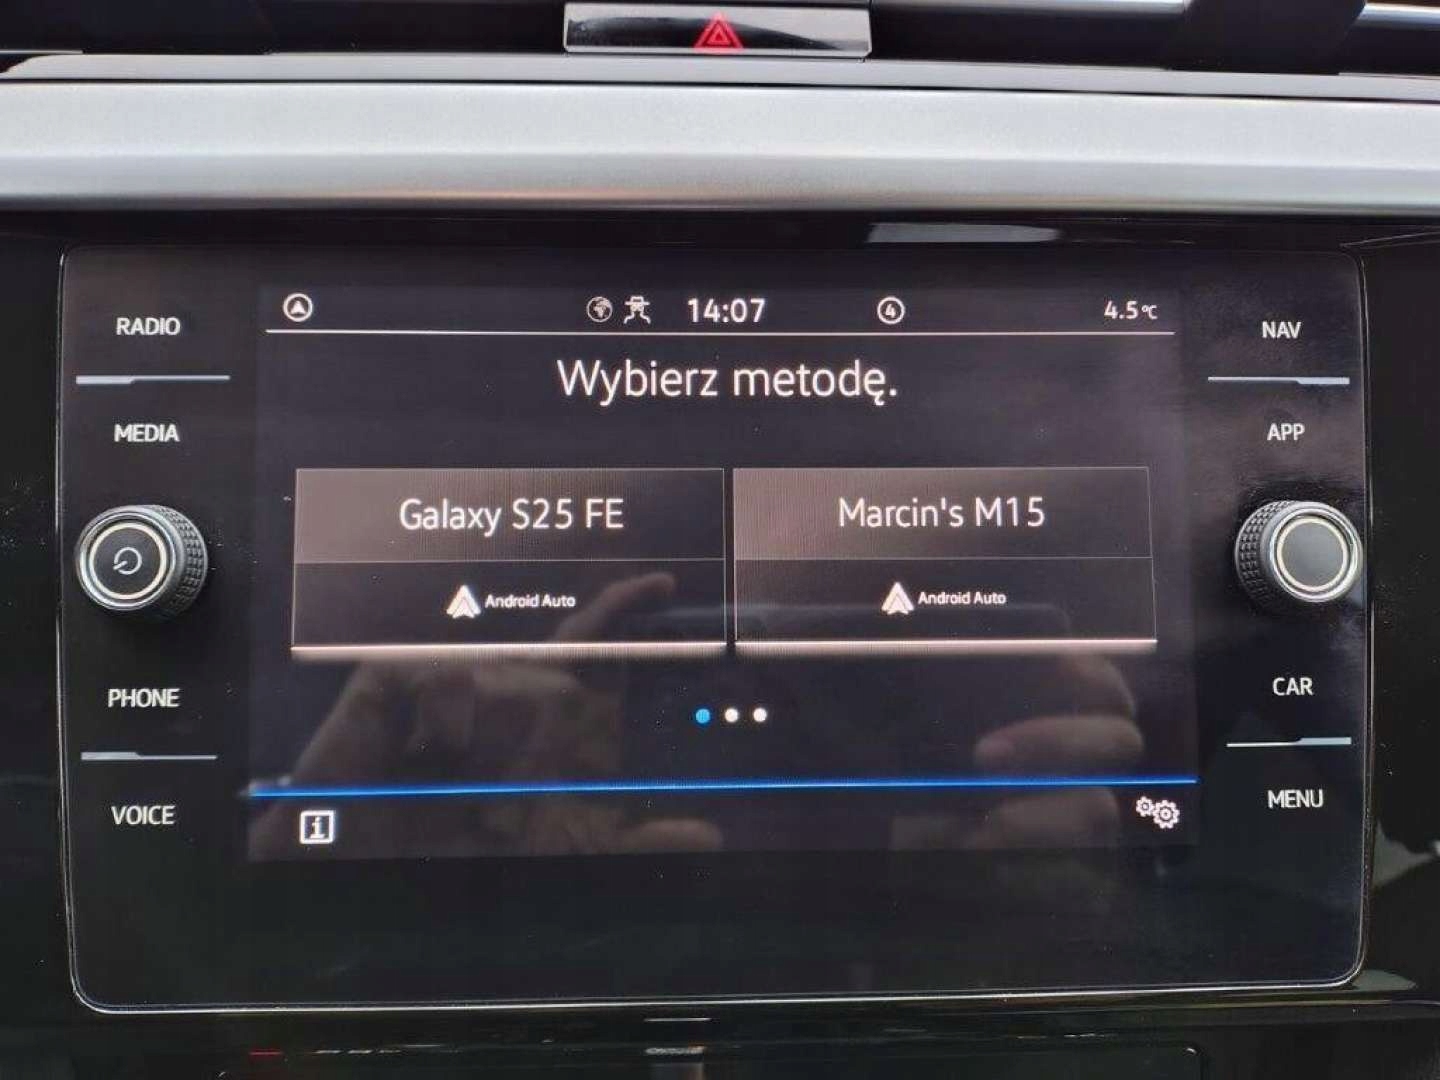 14:07
4
4.5°C
RADIO
NAV
Wybierz metodę.
MEDIA
APP
Galaxy S25 FE
Marcin's M15
Android Auto
Android Auto
PHONE
CAR
VOICE
MENU
i